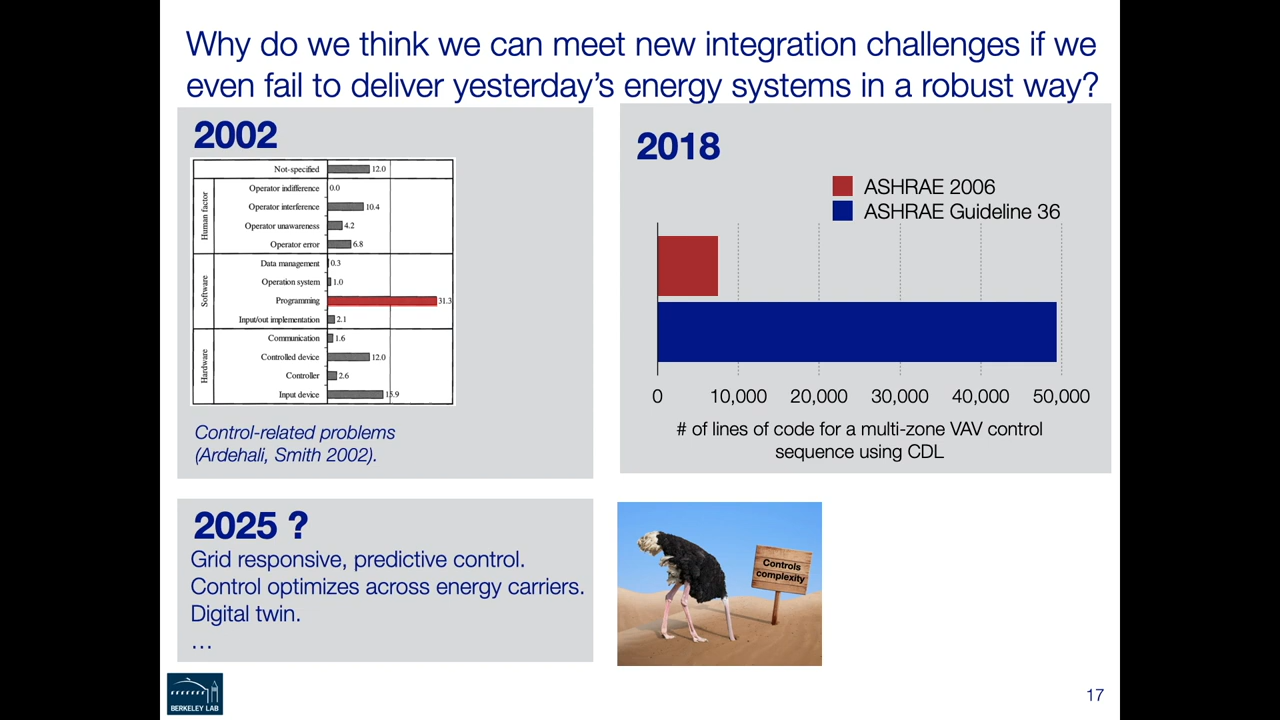 Why do we think we can meet new integration challenges if we
even fail to deliver yesterday’s energy systems in a robust way?
2002
Not-specified 12.0
Human factor
Operator indifference 0.0
Operator interference 10.4
Operator unawareness 4.2
Operator error 6.8
Software
Data management 0.3
Operation system 1.0
Programming 31.3
Input/out implementation 2.1
Hardware
Communication 1.6
Controlled device 12.0
Controller 2.6
Input device 15.9
Control-related problems
(Ardehali, Smith 2002).
2018
ASHRAE 2006
ASHRAE Guideline 36
0 10,000 20,000 30,000 40,000 50,000
# of lines of code for a multi-zone VAV control
sequence using CDL
2025 ?
Grid responsive, predictive control.
Control optimizes across energy carriers.
Digital twin.
…
Controls
complexity
BERKELEY LAB
17